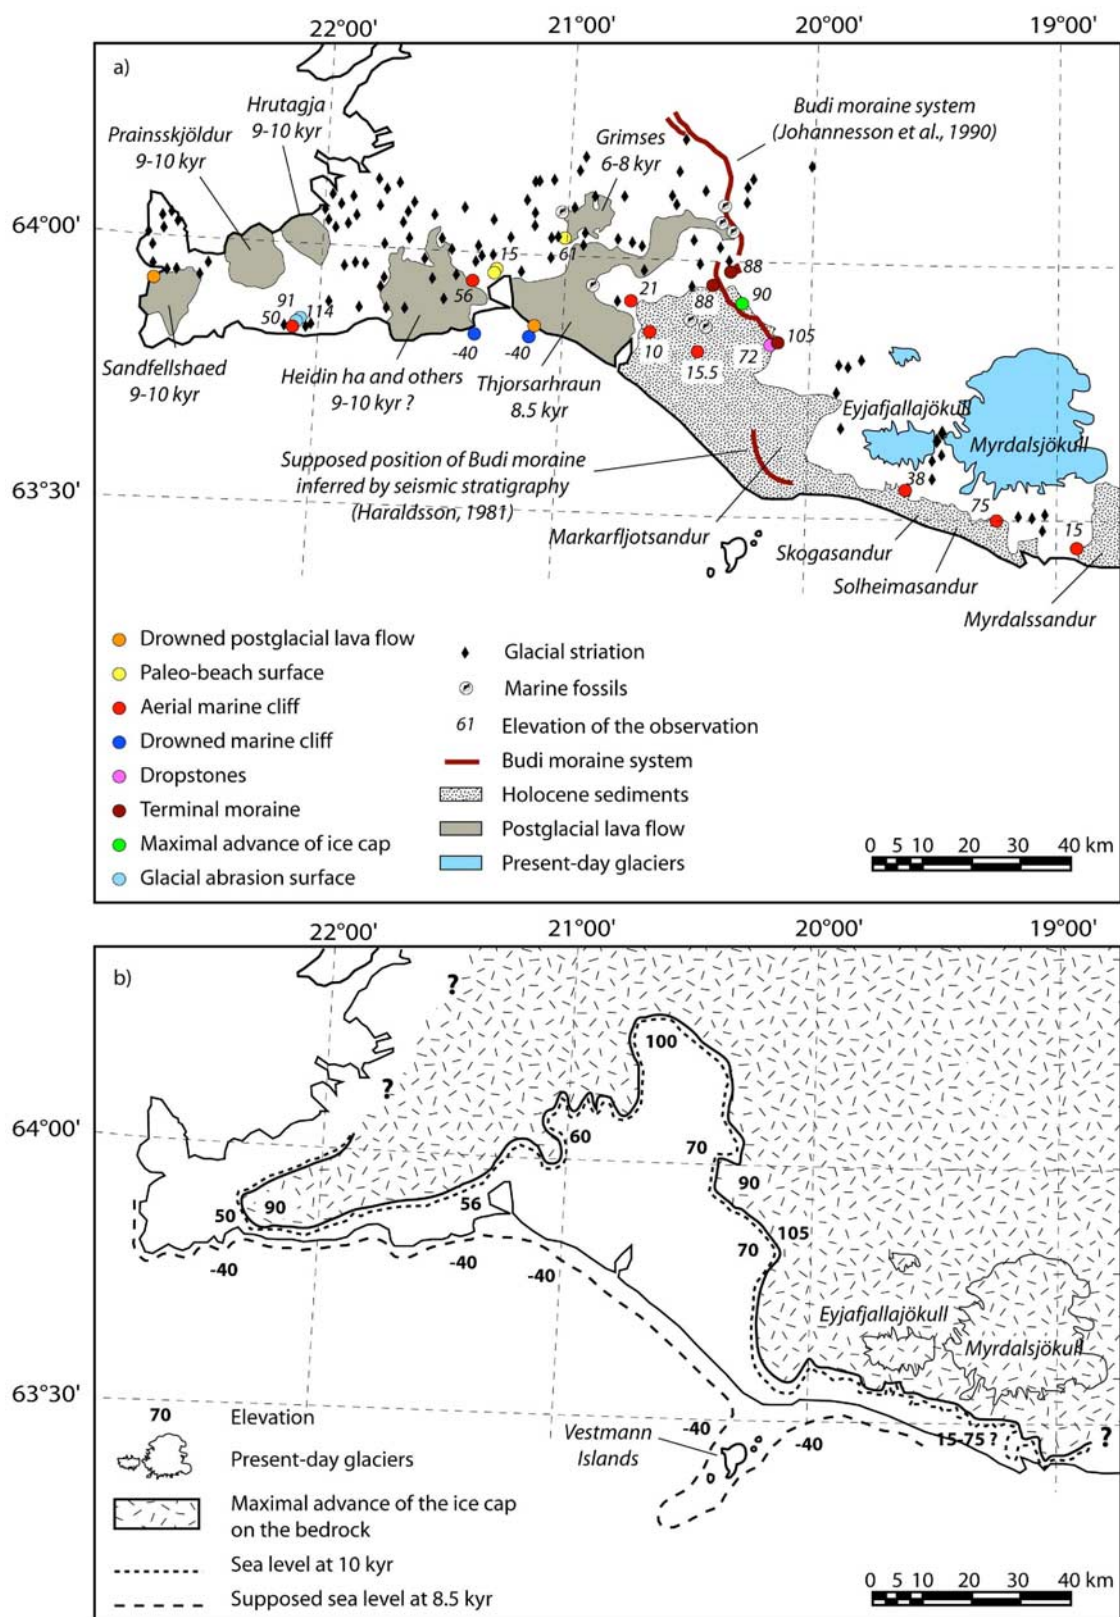 22°00' 21°00' 20°00' 19°00'
a)
Hrutagja
9-10 kyr
Prainsskjöldur
9-10 kyr
Grimses
6-8 kyr
Budi moraine system
(Johannesson et al., 1990)
64°00'
61
15
88
56
21
88
90
91
114
50
105
-40
-40
10
15.5
72
Sandfellshaed
9-10 kyr
Heidin ha and others
9-10 kyr ?
Thjorsarhraun
8.5 kyr
Eyjafjallajökull
Myrdalsjökull
Supposed position of Budi moraine
inferred by seismic stratigraphy
(Haraldsson, 1981)
38
75
15
63°30'
Markarfljotsandur
Skogasandur
Solheimasandur
Myrdalssandur
Drowned postglacial lava flow
Paleo-beach surface
Aerial marine cliff
Drowned marine cliff
Dropstones
Terminal moraine
Maximal advance of ice cap
Glacial abrasion surface
Glacial striation
Marine fossils
61 Elevation of the observation
Budi moraine system
Holocene sediments
Postglacial lava flow
Present-day glaciers
0 10 20 30 40 km
22°00' 21°00' 20°00' 19°00'
b)
?
?
100
64°00'
60
70
90
50
90
56
105
70
-40
-40
-40
Eyjafjallajökull
Myrdalsjökull
63°30'
-40
-40
15-75 ?
?
Vestmann
Islands
70 Elevation
Present-day glaciers
Maximal advance of the ice cap
on the bedrock
Sea level at 10 kyr
Supposed sea level at 8.5 kyr
0 10 20 30 40 km